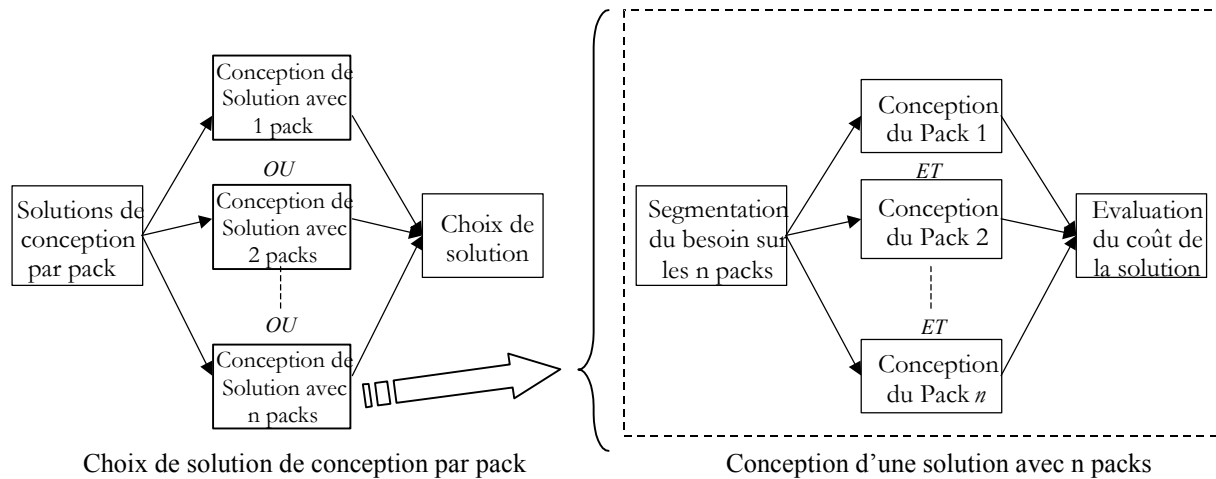 Conception de
Solution avec
1 pack
OU
Solutions de
conception
par pack
Conception de
Solution avec
2 packs
Choix de
solution
OU
Conception de
Solution avec
n packs
Choix de solution de conception par pack
Conception
du Pack 1
ET
Segmentation
du besoin sur
les n packs
Conception
du Pack 2
Evaluation
du coût de
la solution
ET
Conception
du Pack n
Conception d'une solution avec n packs